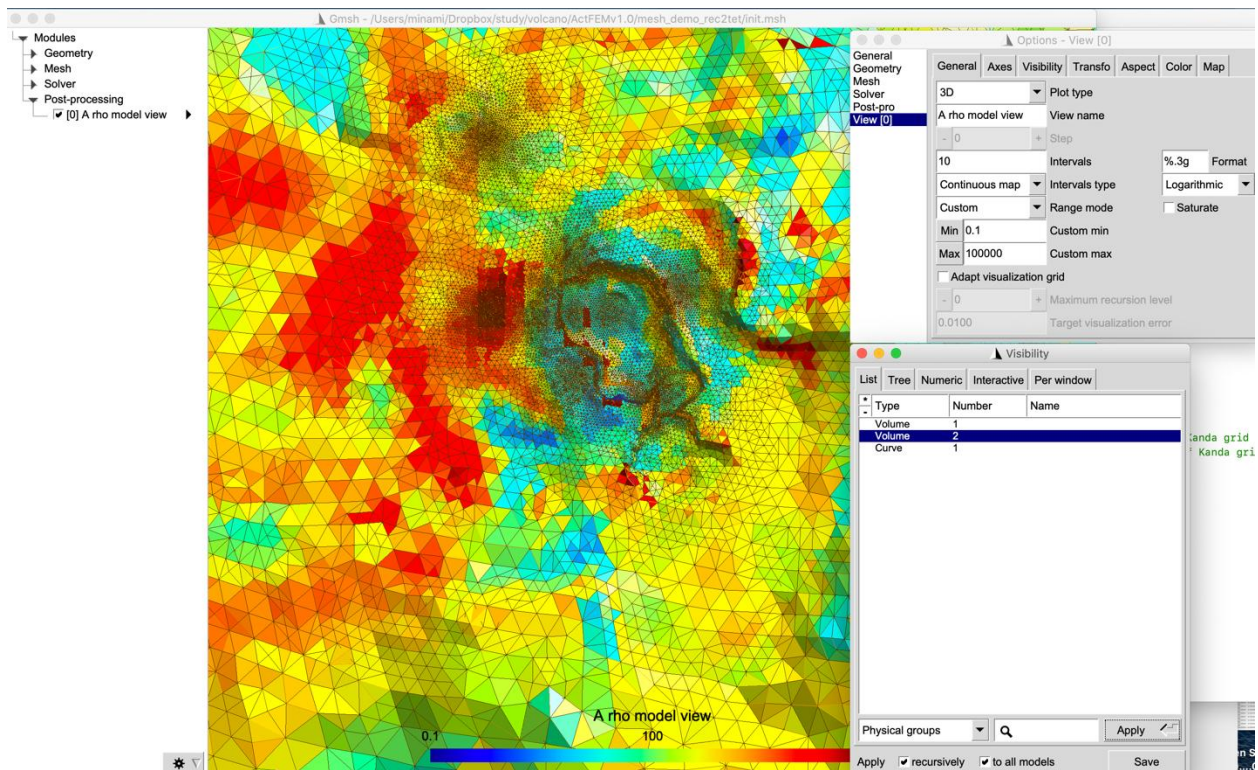 Gmsh - /Users/minami/Dropbox/study/volcano/ActFEMv1.0/mesh_demo_rec2tet/init.msh
Modules
Geometry
Mesh
Solver
Post-processing
[0] A rho model view
A rho model view
0.1 100
Options - View [0]
General
Geometry
Mesh
Solver
Post-pro
View [0]
General Axes Visibility Transfo Aspect Color Map
3D Plot type
A rho model view View name
- 0 + Step
10 Intervals %.3g Format
Continuous map Intervals type Logarithmic
Custom Range mode Saturate
Min 0.1 Custom min
Max 100000 Custom max
Adapt visualization grid
- 0 + Maximum recursion level
0.0100 Target visualization error
Visibility
List Tree Numeric Interactive Per window
* - Type Number Name
Volume 1
Volume 2
Curve 1
Physical groups Apply
Apply recursively to all models Save
Kanda grid
* Kanda gri